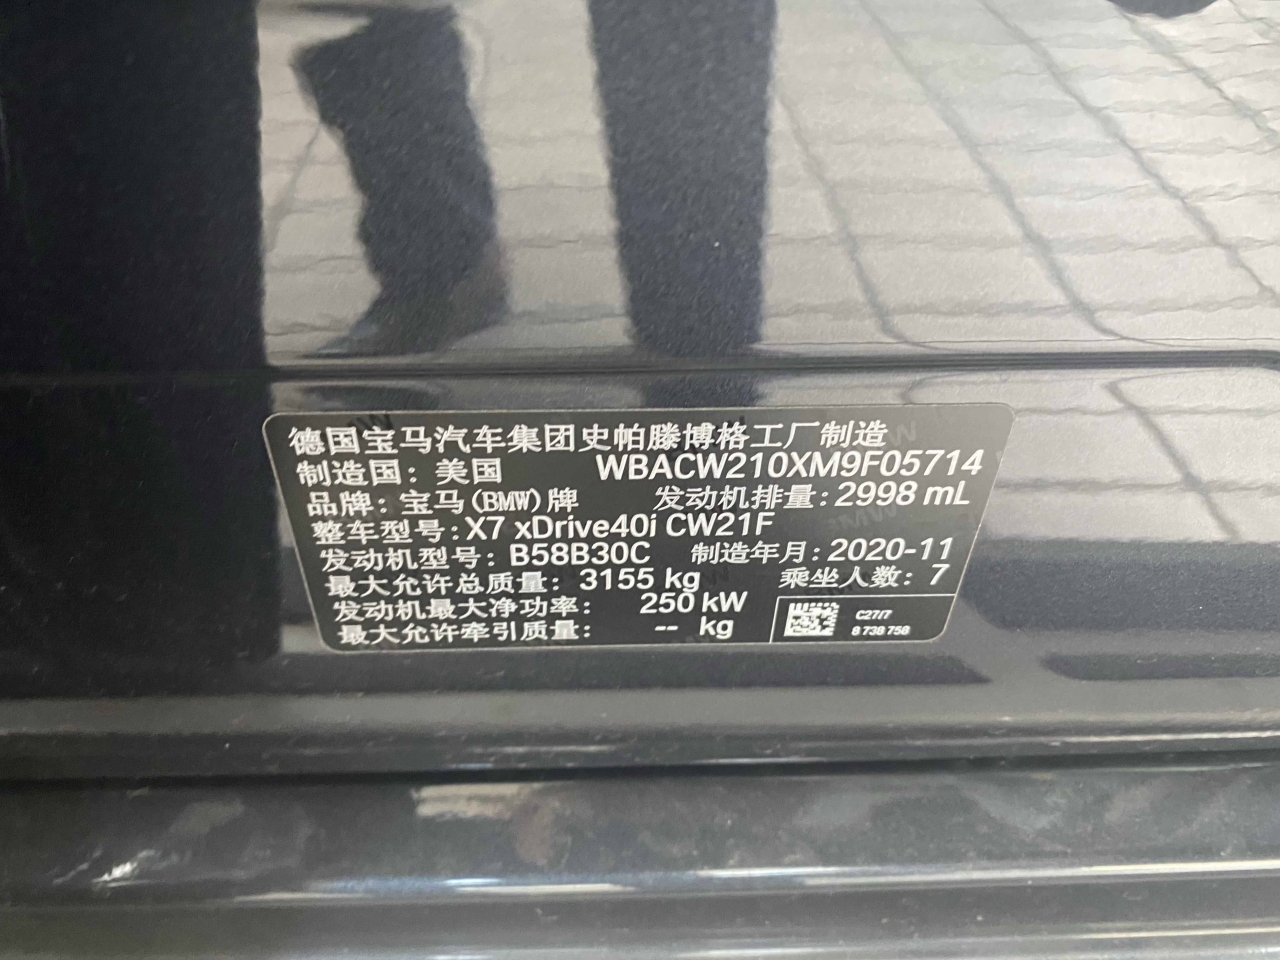 德国宝马汽车集团史帕滕博格工厂制造
制造国：美国 WBACW210XM9F05714
品牌：宝马(BMW)牌 发动机排量：2998 mL
整车型号：X7 xDrive40i CW21F
发动机型号：B58B30C 制造年月：2020-11
最大允许总质量：3155 kg 乘坐人数：7
发动机最大净功率：250 kW
最大允许牵引质量：-- kg
C27/7
8 738 758